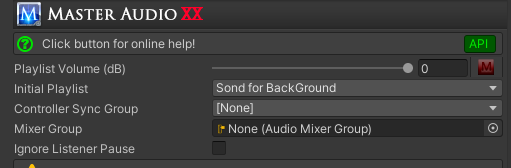 MASTER AUDIO XX
Click button for online help!
API
Playlist Volume (dB)
0
M
Initial Playlist
Sond for BackGround
Controller Sync Group
[None]
Mixer Group
None (Audio Mixer Group)
Ignore Listener Pause